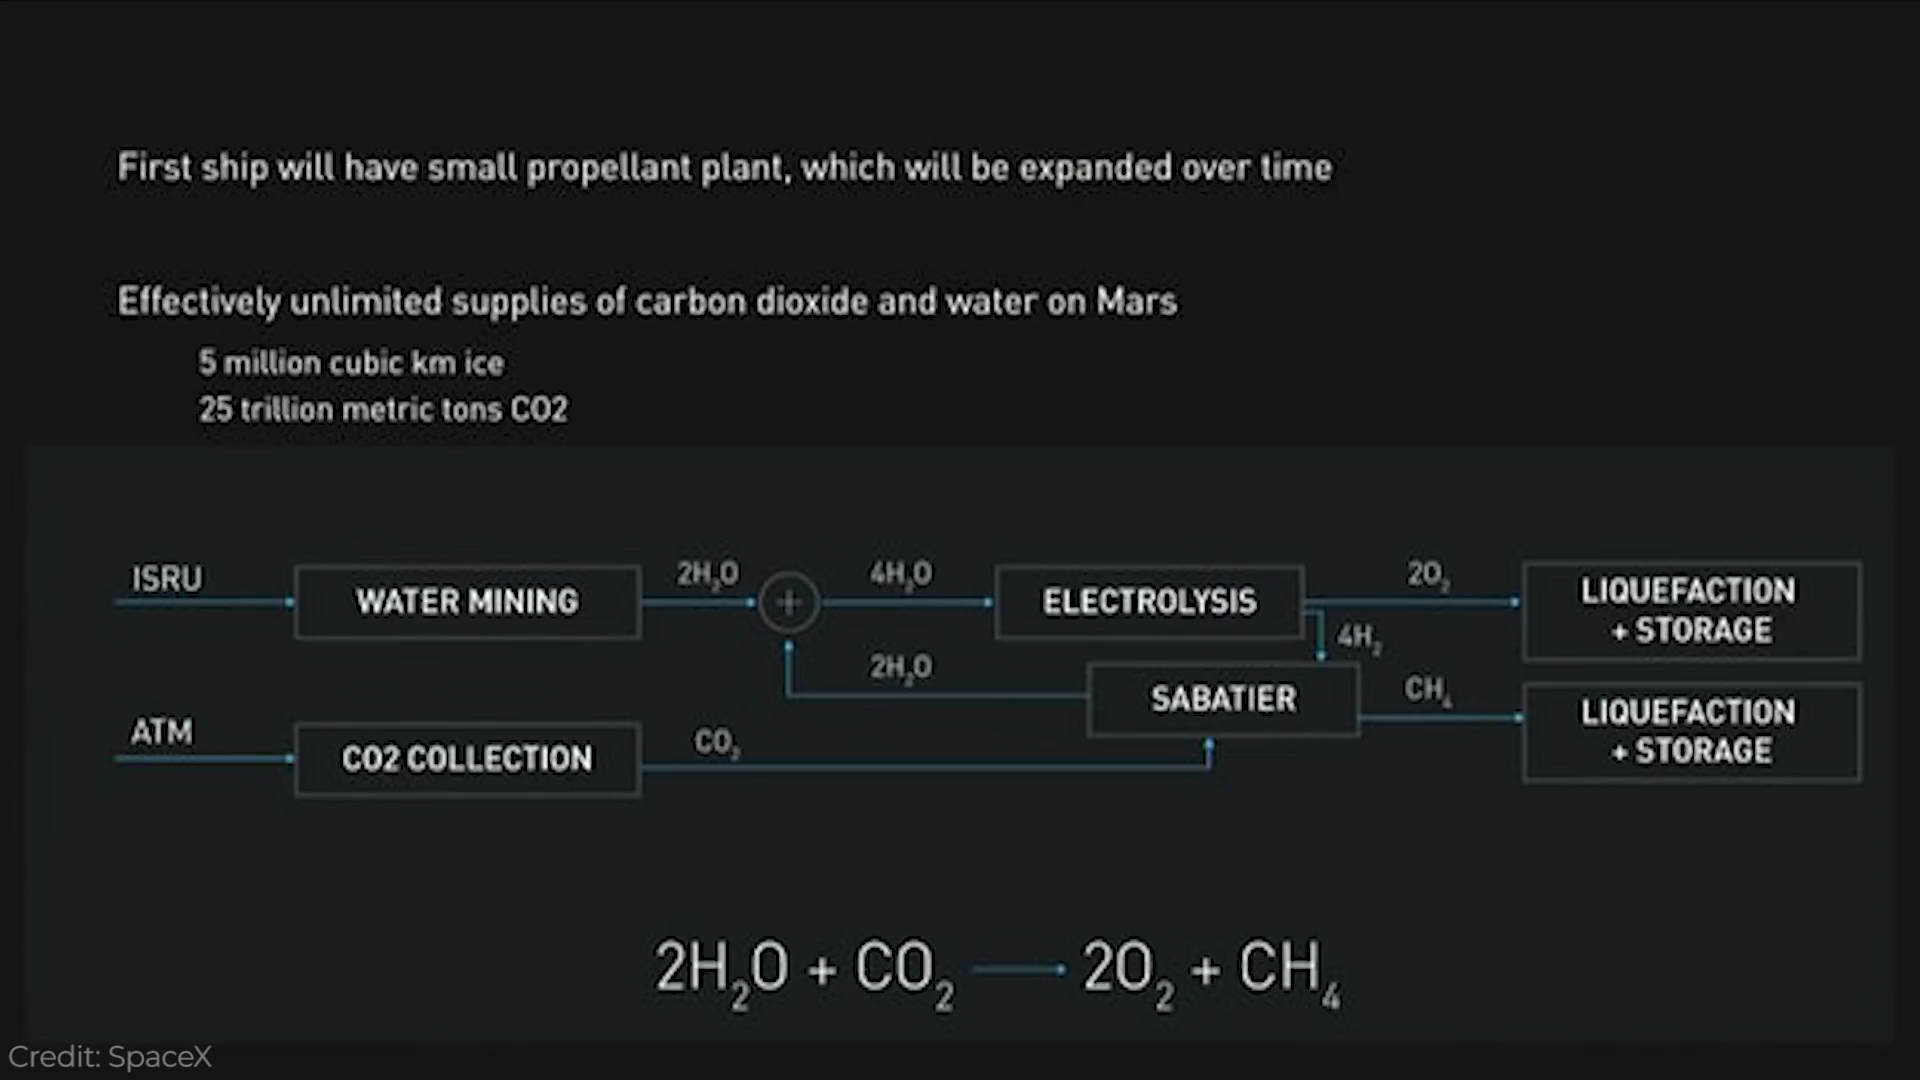 First ship will have small propellant plant, which will be expanded over time
Effectively unlimited supplies of carbon dioxide and water on Mars
5 million cubic km ice
25 trillion metric tons CO2
ISRU
WATER MINING
2H₂O
+
4H₂O
ELECTROLYSIS
2O₂
LIQUEFACTION
+ STORAGE
4H₂
2H₂O
SABATIER
CH₄
LIQUEFACTION
+ STORAGE
ATM
CO2 COLLECTION
CO₂
2H₂O + CO₂ → 2O₂ + CH₄
Credit: SpaceX